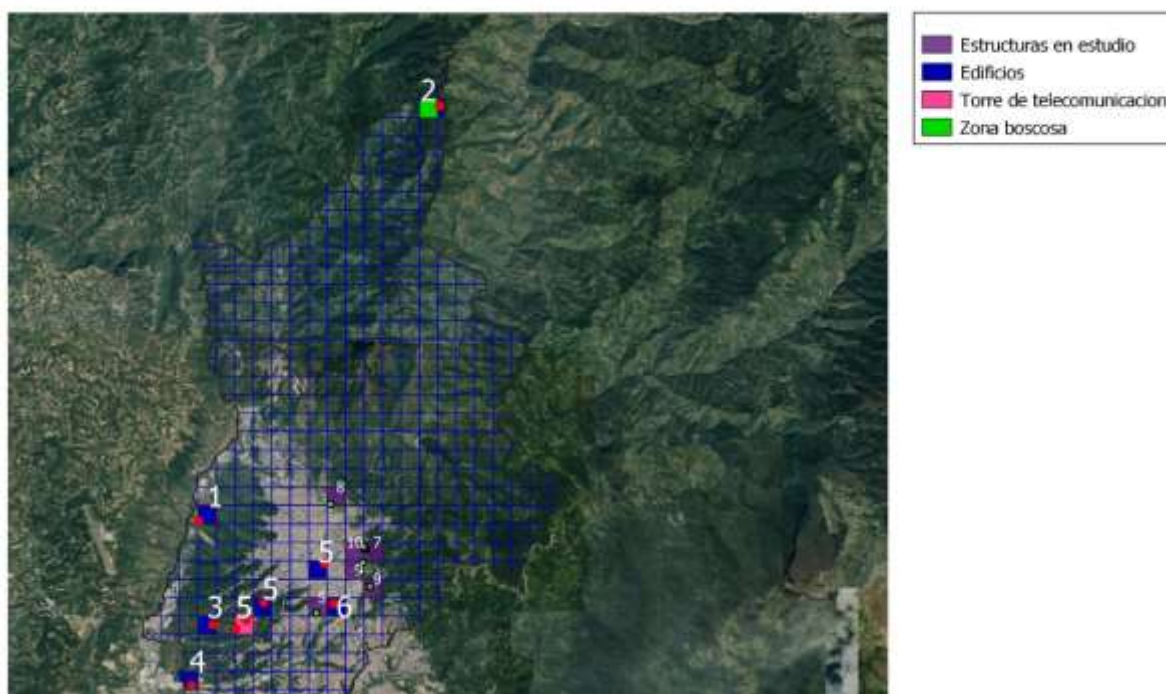 Estructuras en estudio
Edificios
Torre de telecomunicacion
Zona boscosa
2
8
1
10 7
5
9 9
5
3 5 6
4